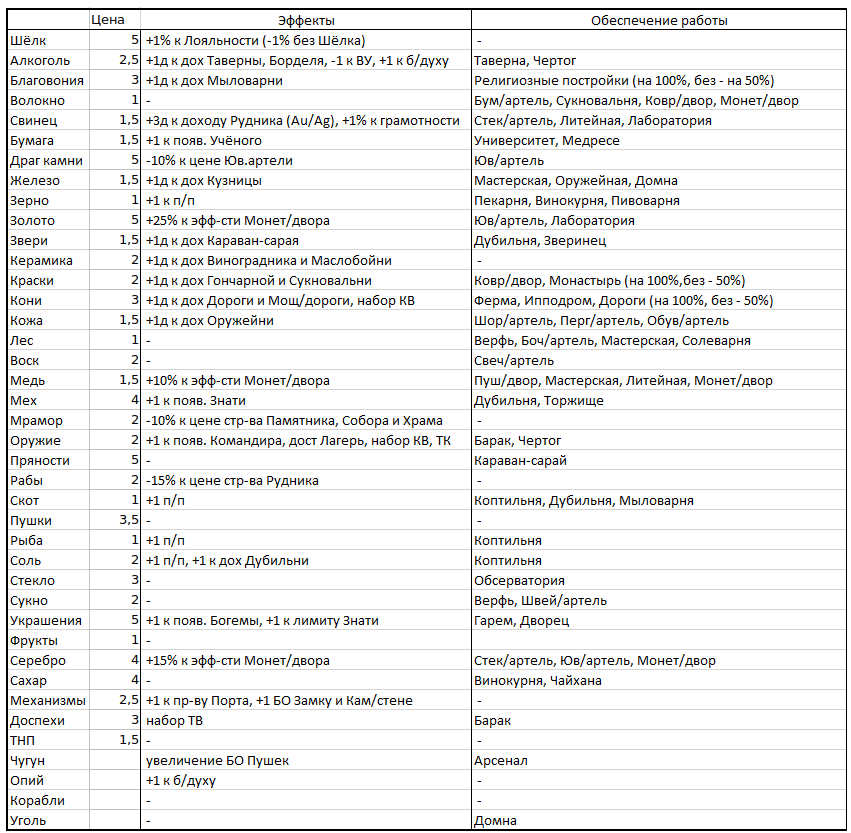 Цена Эффекты Обеспечение работы
Шёлк 5 +1% к Лояльности (-1% без Шёлка) -
Алкоголь 2,5 +1д к дох Таверны, Борделя, -1 к ВУ, +1 к б/духу Таверна, Чертог
Благовония 3 +1д к дох Мыловарни Религиозные постройки (на 100%, без - на 50%)
Волокно 1 - Бум/артель, Сукновальня, Ковр/двор, Монет/двор
Свинец 1,5 +3д к доходу Рудника (Au/Ag), +1% к грамотности Стек/артель, Литейная, Лаборатория
Бумага 1,5 +1 к появ. Учёного Университет, Медресе
Драг камни 5 -10% к цене Юв.артели Юв/артель
Железо 1,5 +1д к дох Кузницы Мастерская, Оружейная, Домна
Зерно 1 +1 к п/п Пекарня, Винокурня, Пивоварня
Золото 5 +25% к эфф-сти Монет/двора Юв/артель, Лаборатория
Звери 1,5 +1д к дох Караван-сарая Дубильня, Зверинец
Керамика 2 +1д к дох Виноградника и Маслобойни -
Краски 2 +1д к дох Гончарной и Сукновальни Ковр/двор, Монастырь (на 100%,без - 50%)
Кони 3 +1д к дох Дороги и Мощ/дороги, набор КВ Ферма, Ипподром, Дороги (на 100%, без - 50%)
Кожа 1,5 +1д к дох Оружейни Шор/артель, Перг/артель, Обув/артель
Лес 1 - Верфь, Боч/артель, Мастерская, Солеварня
Воск 2 - Свеч/артель
Медь 1,5 +10% к эфф-сти Монет/двора Пуш/двор, Мастерская, Литейная, Монет/двор
Мех 4 +1 к появ. Знати Дубильня, Торжище
Мрамор 2 -10% к цене стр-ва Памятника, Собора и Храма -
Оружие 2 +1 к появ. Командира, дост Лагерь, набор КВ, ТК Барак, Чертог
Пряности 5 - Караван-сарай
Рабы 2 -15% к цене стр-ва Рудника -
Скот 1 +1 п/п Коптильня, Дубильня, Мыловарня
Пушки 3,5 - -
Рыба 1 +1 п/п Коптильня
Соль 2 +1 п/п, +1 к дох Дубильни Коптильня
Стекло 3 - Обсерватория
Сукно 2 - Верфь, Швей/артель
Украшения 5 +1 к появ. Богемы, +1 к лимиту Знати Гарем, Дворец
Фрукты 1 -
Серебро 4 +15% к эфф-сти Монет/двора Стек/артель, Юв/артель, Монет/двор
Сахар 4 - Винокурня, Чайхана
Механизмы 2,5 +1 к пр-ву Порта, +1 БО Замку и Кам/стене -
Доспехи 3 набор ТВ Барак
ТНП 1,5 - -
Чугун увеличение БО Пушек Арсенал
Опий +1 к б/духу -
Корабли - -
Уголь - Домна